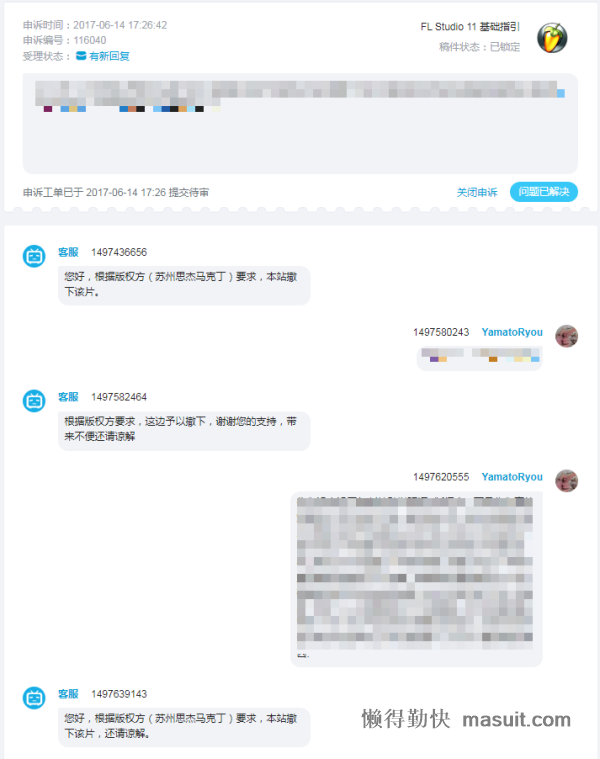 申诉时间：2017-06-14 17:26:42
FL Studio 11 基础指引
申诉编号：116040
稿件状态：已锁定
受理状态： 有新回复
申诉工单已于 2017-06-14 17:26 提交待审
关闭申诉
问题已解决
客服 1497436656
您好，根据版权方（苏州思杰马克丁）要求，本站撤
下该片。
1497580243 YamatoRyou
客服 1497582464
根据版权方要求，这边予以撤下，谢谢您的支持，带
来不便还请谅解
1497620555 YamatoRyou
客服 1497639143
您好，根据版权方（苏州思杰马克丁）要求，本站撤
下该片，还请谅解。
懒得勤快 masuit.com